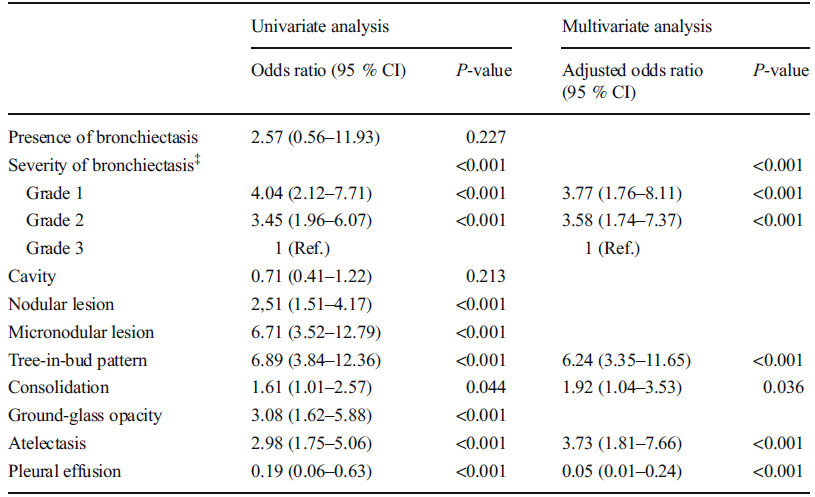 Univariate analysis Multivariate analysis
Odds ratio (95 % CI) P-value Adjusted odds ratio (95 % CI) P-value
Presence of bronchiectasis 2.57 (0.56–11.93) 0.227
Severity of bronchiectasis‡ <0.001 <0.001
Grade 1 4.04 (2.12–7.71) <0.001 3.77 (1.76–8.11) <0.001
Grade 2 3.45 (1.96–6.07) <0.001 3.58 (1.74–7.37) <0.001
Grade 3 1 (Ref.) 1 (Ref.)
Cavity 0.71 (0.41–1.22) 0.213
Nodular lesion 2,51 (1.51–4.17) <0.001
Micronodular lesion 6.71 (3.52–12.79) <0.001
Tree-in-bud pattern 6.89 (3.84–12.36) <0.001 6.24 (3.35–11.65) <0.001
Consolidation 1.61 (1.01–2.57) 0.044 1.92 (1.04–3.53) 0.036
Ground-glass opacity 3.08 (1.62–5.88) <0.001
Atelectasis 2.98 (1.75–5.06) <0.001 3.73 (1.81–7.66) <0.001
Pleural effusion 0.19 (0.06–0.63) <0.001 0.05 (0.01–0.24) <0.001